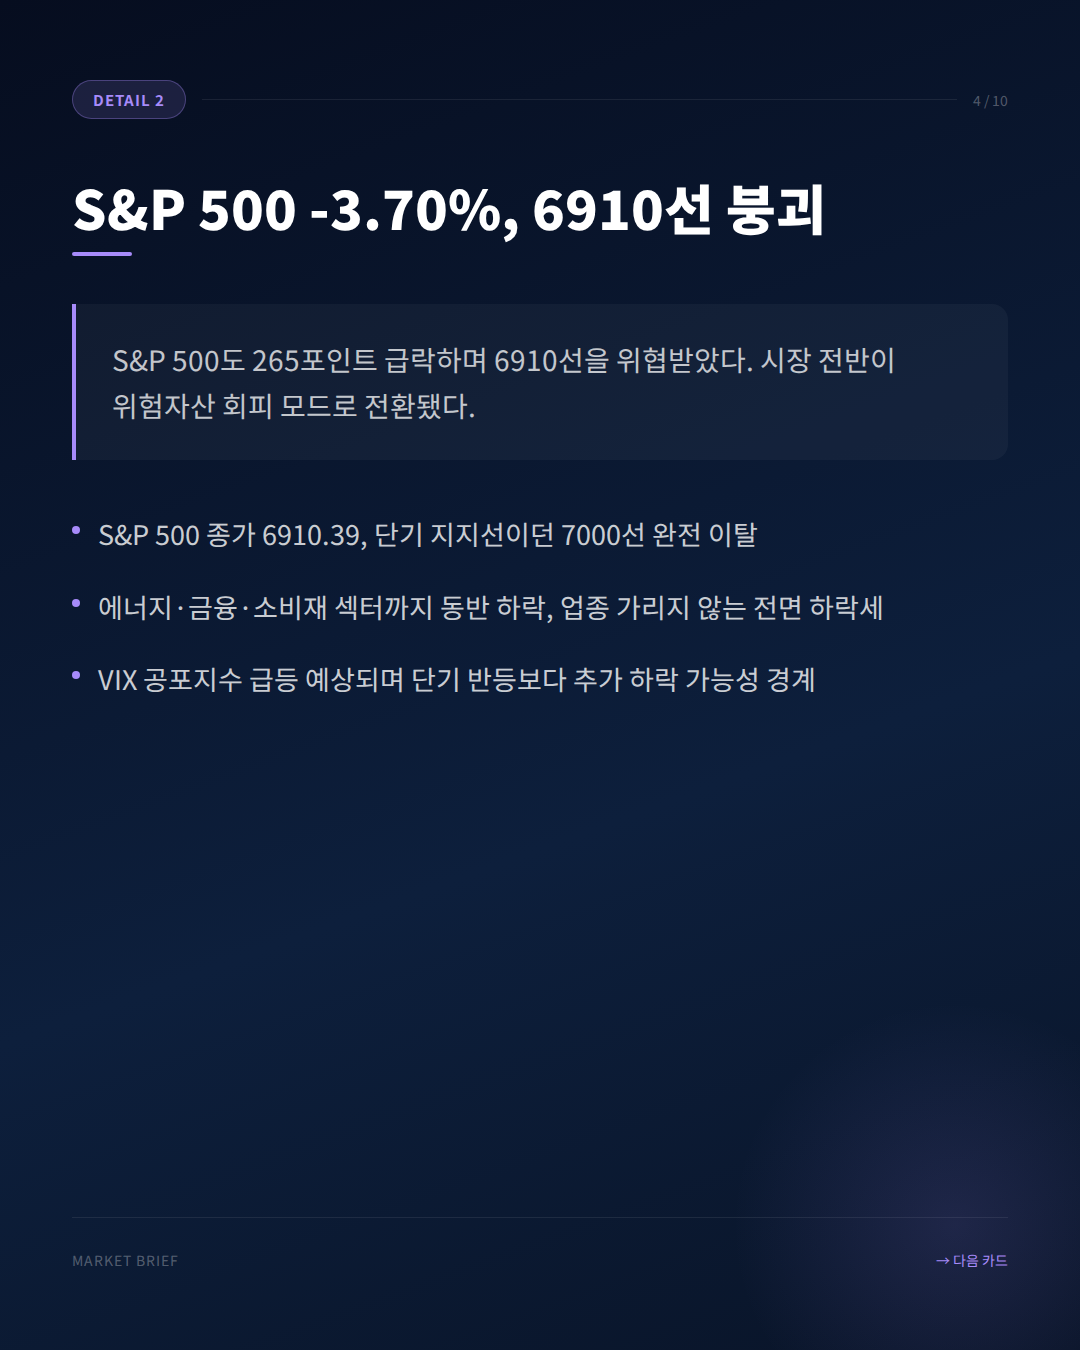 DETAIL 2
4 / 10
S&P 500 -3.70%, 6910선 붕괴
S&P 500도 265포인트 급락하며 6910선을 위협받았다. 시장 전반이
위험자산 회피 모드로 전환됐다.
• S&P 500 종가 6910.39, 단기 지지선이던 7000선 완전 이탈
• 에너지·금융·소비재 섹터까지 동반 하락, 업종 가리지 않는 전면 하락세
• VIX 공포지수 급등 예상되며 단기 반등보다 추가 하락 가능성 경계
MARKET BRIEF
→ 다음 카드